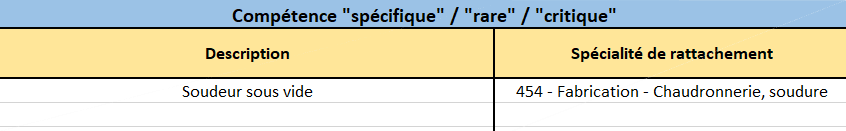 Compétence "spécifique" / "rare" / "critique"
Description Spécialité de rattachement
Soudeur sous vide 454 - Fabrication - Chaudronnerie, soudure